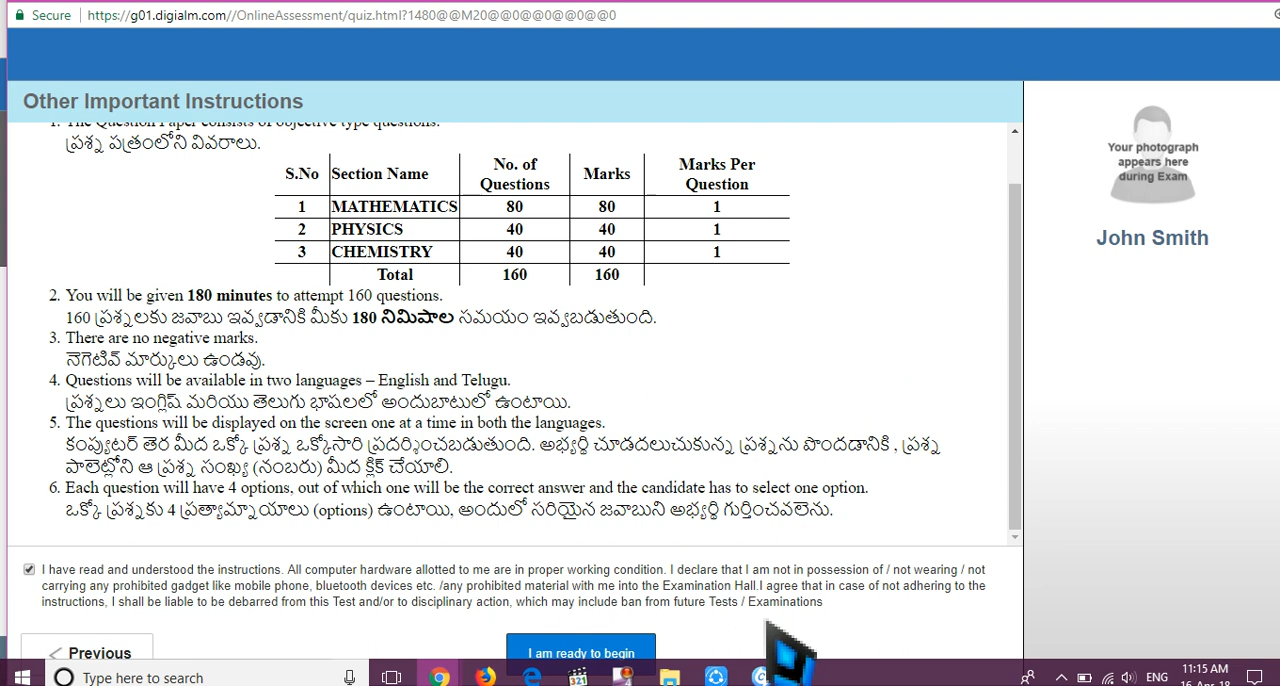 Secure https://g01.digialm.com//OnlineAssessment/quiz.html?1480@@M20@@0@@0@@0@@0
Other Important Instructions
1. The Question Paper consists of objective type questions.
ప్రశ్న పత్రంలోని వివరాలు.
S.No Section Name No. of Questions Marks Marks Per Question
1 MATHEMATICS 80 80 1
2 PHYSICS 40 40 1
3 CHEMISTRY 40 40 1
Total 160 160
2. You will be given 180 minutes to attempt 160 questions.
160 ప్రశ్నలకు జవాబు ఇవ్వడానికి మీకు 180 నిమిషాల సమయం ఇవ్వబడుతుంది.
3. There are no negative marks.
నెగెటివ్ మార్కులు ఉండవు.
4. Questions will be available in two languages – English and Telugu.
ప్రశ్నలు ఇంగ్లిష్ మరియు తెలుగు భాషలలో అందుబాటులో ఉంటాయి.
5. The questions will be displayed on the screen one at a time in both the languages.
కంప్యుటర్ తెర మీద ఒక్కో ప్రశ్న ఒక్కోసారి ప్రదర్శించబడుతుంది. అభ్యర్థి చూడదలుచుకున్న ప్రశ్నను పొందడానికి , ప్రశ్న
పాలెట్లోని ఆ ప్రశ్న సంఖ్య (నంబరు) మీద క్లిక్ చేయాలి.
6. Each question will have 4 options, out of which one will be the correct answer and the candidate has to select one option.
ఒక్కో ప్రశ్నకు 4 ప్రత్యామ్నాయాలు (options) ఉంటాయి, అందులో సరియైన జవాబుని అభ్యర్థి గుర్తించవలెను.
I have read and understood the instructions. All computer hardware allotted to me are in proper working condition. I declare that I am not in possession of / not wearing / not
carrying any prohibited gadget like mobile phone, bluetooth devices etc. /any prohibited material with me into the Examination Hall.I agree that in case of not adhering to the
instructions, I shall be liable to be debarred from this Test and/or to disciplinary action, which may include ban from future Tests / Examinations
< Previous
I am ready to begin
Your photograph
appears here
during Exam
John Smith
Type here to search
321
ENG
11:15 AM
16-Apr-18